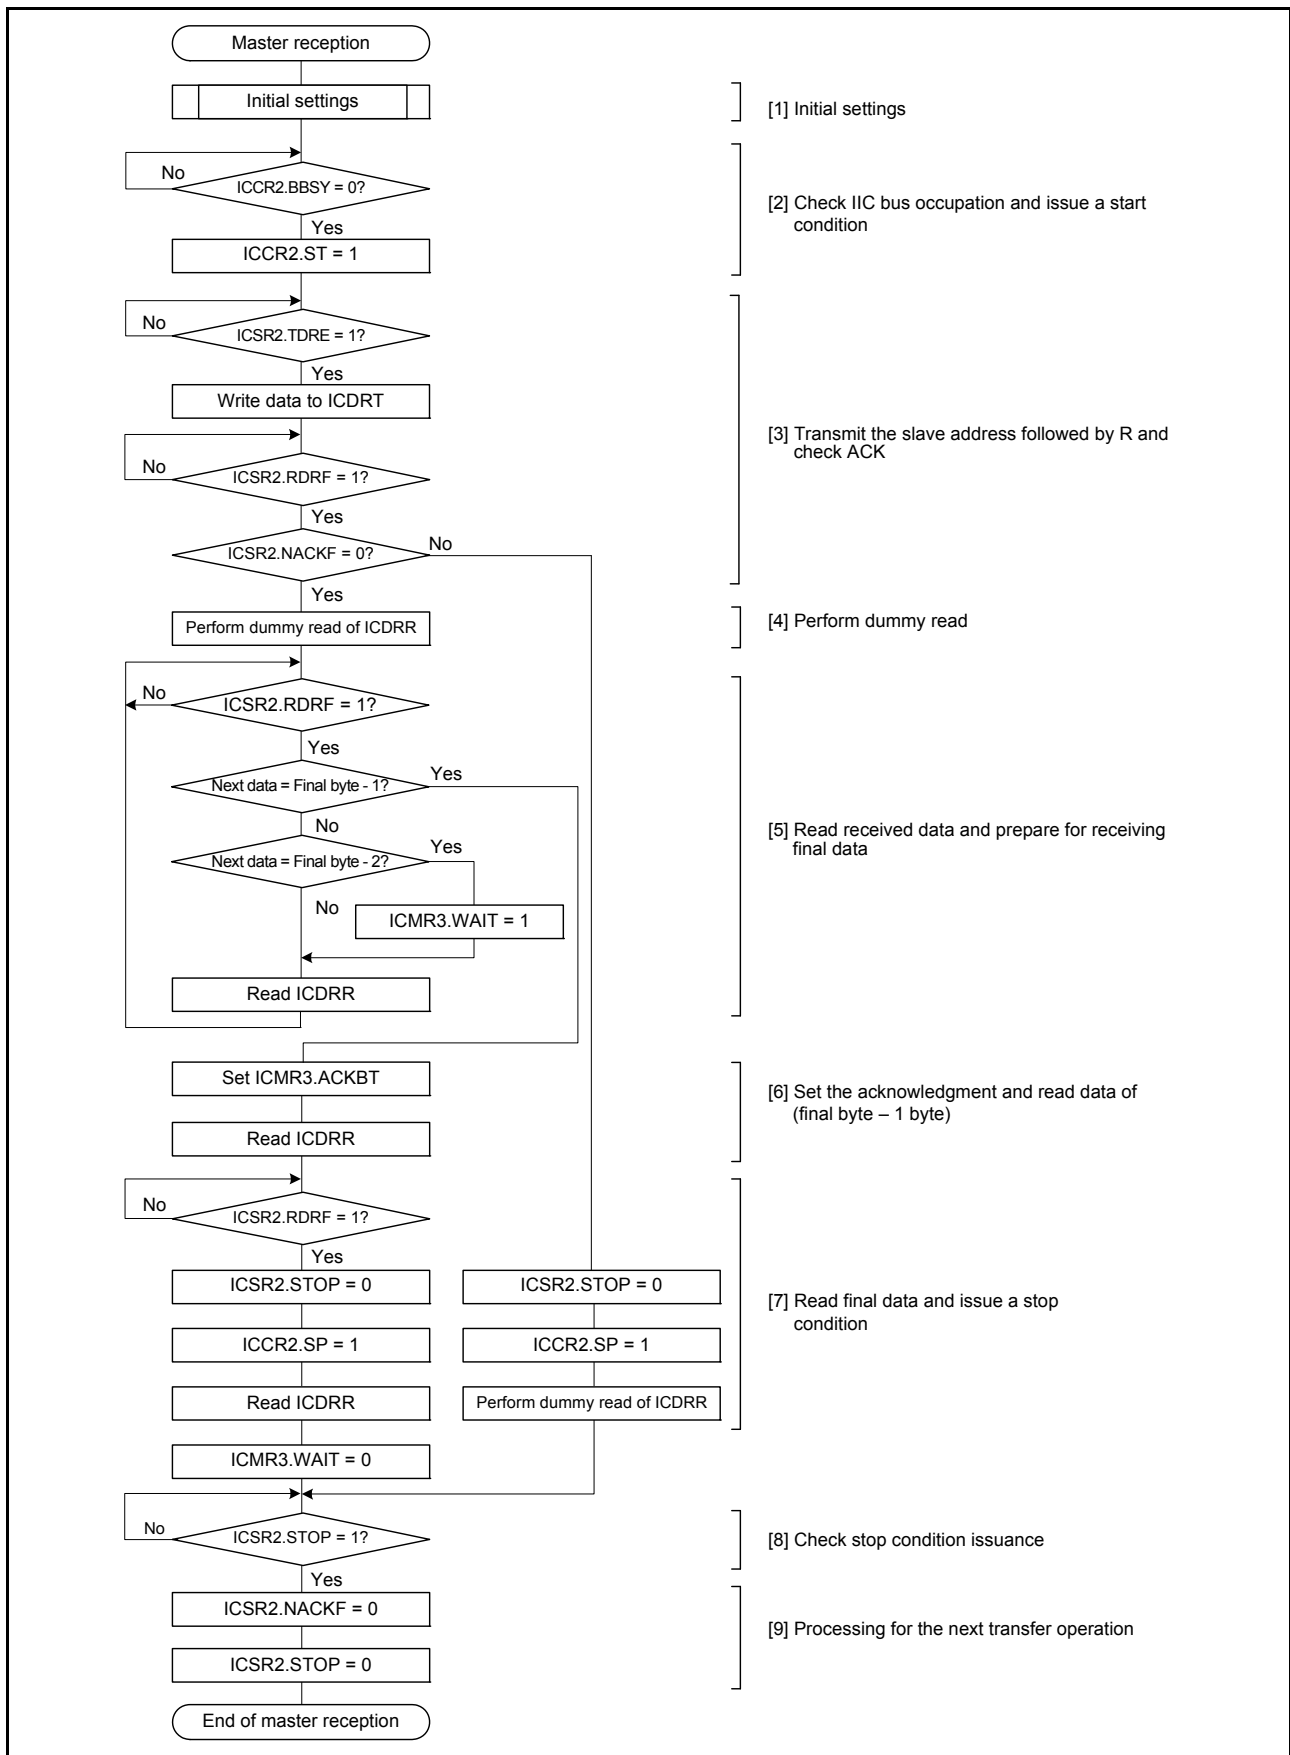 Master reception
Initial settings
[1] Initial settings
No
ICCR2.BBSY = 0?
Yes
ICCR2.ST = 1
[2] Check IIC bus occupation and issue a start
condition
No
ICSR2.TDRE = 1?
Yes
Write data to ICDRT
No
ICSR2.RDRF = 1?
Yes
ICSR2.NACKF = 0?
No
Yes
[3] Transmit the slave address followed by R and
check ACK
Perform dummy read of ICDRR
[4] Perform dummy read
No
ICSR2.RDRF = 1?
Yes
Next data = Final byte - 1?
Yes
No
Next data = Final byte - 2?
Yes
No
ICMR3.WAIT = 1
Read ICDRR
[5] Read received data and prepare for receiving
final data
Set ICMR3.ACKBT
Read ICDRR
[6] Set the acknowledgment and read data of
(final byte – 1 byte)
No
ICSR2.RDRF = 1?
Yes
ICSR2.STOP = 0
ICCR2.SP = 1
Read ICDRR
ICMR3.WAIT = 0
ICSR2.STOP = 0
ICCR2.SP = 1
Perform dummy read of ICDRR
[7] Read final data and issue a stop
condition
No
ICSR2.STOP = 1?
Yes
[8] Check stop condition issuance
ICSR2.NACKF = 0
ICSR2.STOP = 0
[9] Processing for the next transfer operation
End of master reception